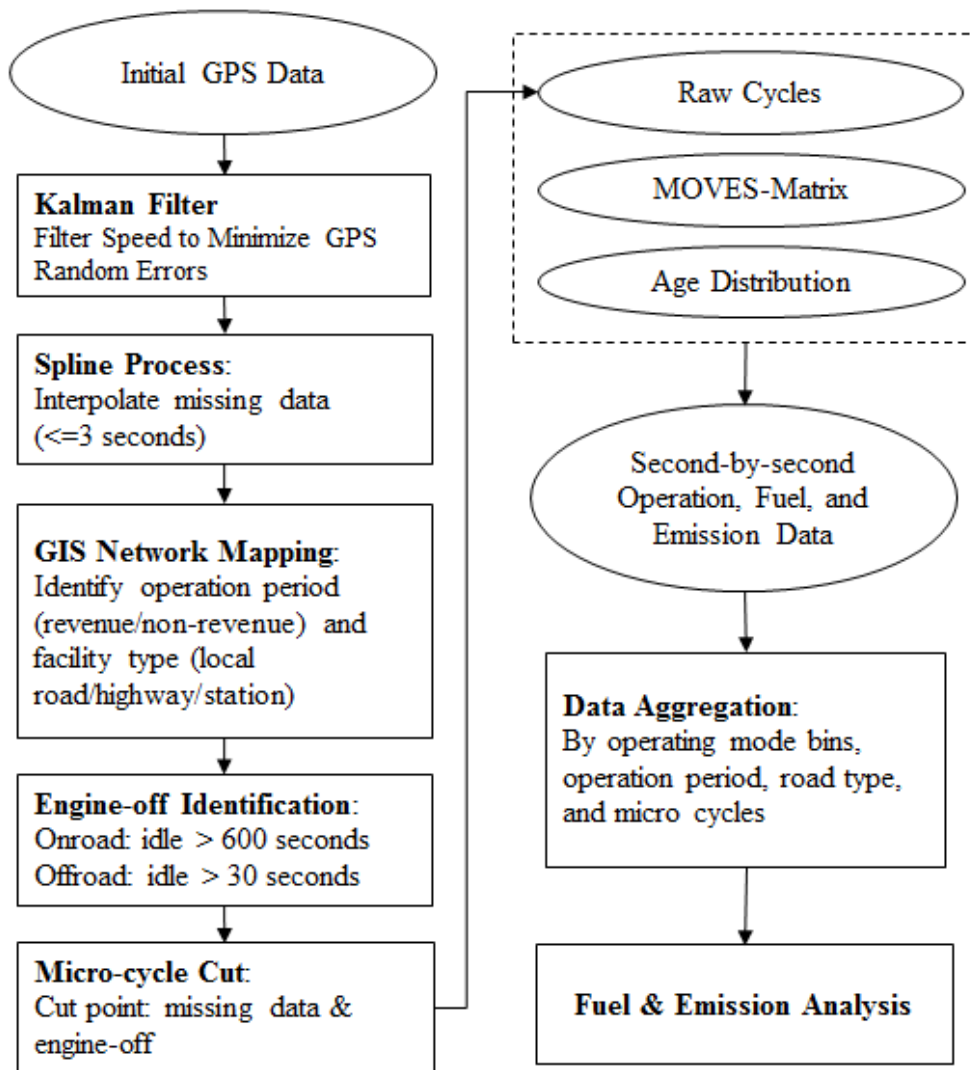 Initial GPS Data
Kalman Filter
Filter Speed to Minimize GPS
Random Errors
Spline Process:
Interpolate missing data
(<=3 seconds)
GIS Network Mapping:
Identify operation period
(revenue/non-revenue) and
facility type (local
road/highway/station)
Engine-off Identification:
Onroad: idle > 600 seconds
Offroad: idle > 30 seconds
Micro-cycle Cut:
Cut point: missing data &
engine-off
Raw Cycles
MOVES-Matrix
Age Distribution
Second-by-second
Operation, Fuel, and
Emission Data
Data Aggregation:
By operating mode bins,
operation period, road type,
and micro cycles
Fuel & Emission Analysis